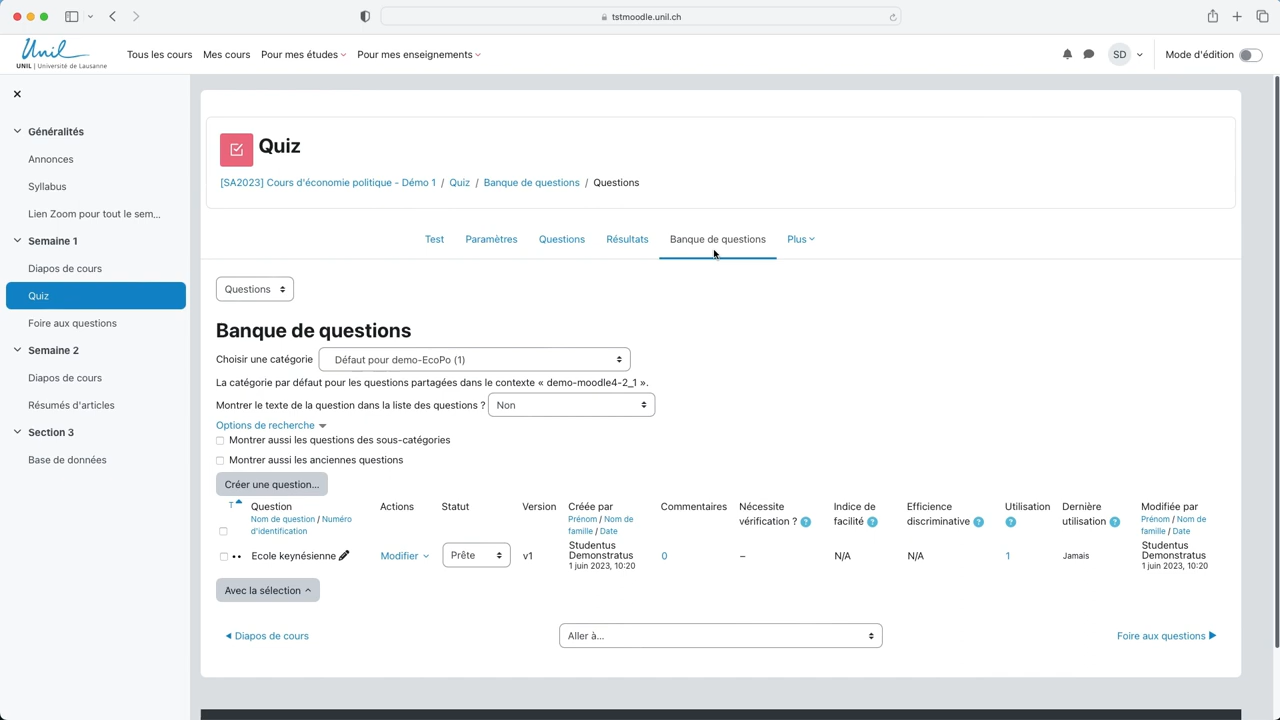 tstmoodle.unil.ch
Unil
UNIL | Université de Lausanne
Tous les cours Mes cours Pour mes études Pour mes enseignements
SD
Mode d'édition
Généralités
Annonces
Syllabus
Lien Zoom pour tout le sem...
Semaine 1
Diapos de cours
Quiz
Foire aux questions
Semaine 2
Diapos de cours
Résumés d'articles
Section 3
Base de données
Quiz
[SA2023] Cours d'économie politique - Démo 1 / Quiz / Banque de questions / Questions
Test Paramètres Questions Résultats Banque de questions Plus
Questions
Banque de questions
Choisir une catégorie Défaut pour demo-EcoPo (1)
La catégorie par défaut pour les questions partagées dans le contexte « demo-moodle4-2_1 ».
Montrer le texte de la question dans la liste des questions ? Non
Options de recherche
Montrer aussi les questions des sous-catégories
Montrer aussi les anciennes questions
Créer une question...
T Question Actions Statut Version Créée par Commentaires Nécessite Indice de Efficience Utilisation Dernière Modifiée par
Nom de question / Numéro Prénom / Nom de vérification ? ? facilité ? discriminative ? ? utilisation ? Prénom / Nom de
d'identification famille / Date famille / Date
Studentus Studentus
Ecole keynésienne Modifier Prête v1 Demonstratus 0 – N/A N/A 1 Jamais Demonstratus
1 juin 2023, 10:20 1 juin 2023, 10:20
Avec la sélection
◀ Diapos de cours Aller à... Foire aux questions ▶